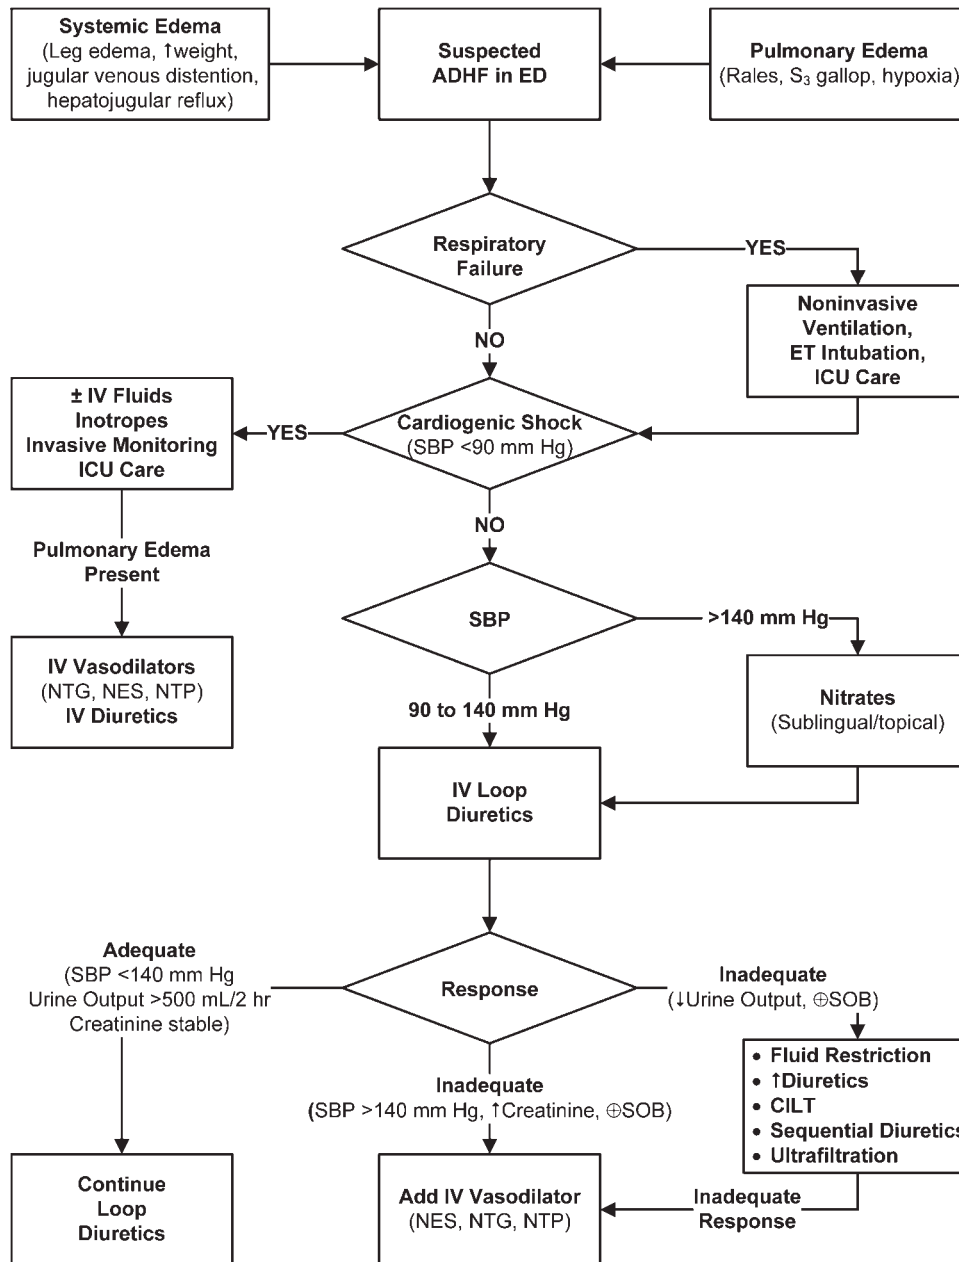 Systemic Edema
(Leg edema, ↑weight,
jugular venous distention,
hepatojugular reflux)
Suspected
ADHF in ED
Pulmonary Edema
(Rales, S₃ gallop, hypoxia)
Respiratory
Failure
YES
Noninvasive
Ventilation,
ET Intubation,
ICU Care
NO
± IV Fluids
Inotropes
Invasive Monitoring
ICU Care
YES
Cardiogenic Shock
(SBP <90 mm Hg)
NO
Pulmonary Edema
Present
SBP
>140 mm Hg
IV Vasodilators
(NTG, NES, NTP)
IV Diuretics
90 to 140 mm Hg
Nitrates
(Sublingual/topical)
IV Loop
Diuretics
Adequate
(SBP <140 mm Hg
Urine Output >500 mL/2 hr
Creatinine stable)
Response
Inadequate
(↓Urine Output, ⊕SOB)
Inadequate
(SBP >140 mm Hg, ↑Creatinine, ⊕SOB)
• Fluid Restriction
• ↑Diuretics
• CILT
• Sequential Diuretics
• Ultrafiltration
Continue
Loop
Diuretics
Add IV Vasodilator
(NES, NTG, NTP)
Inadequate
Response